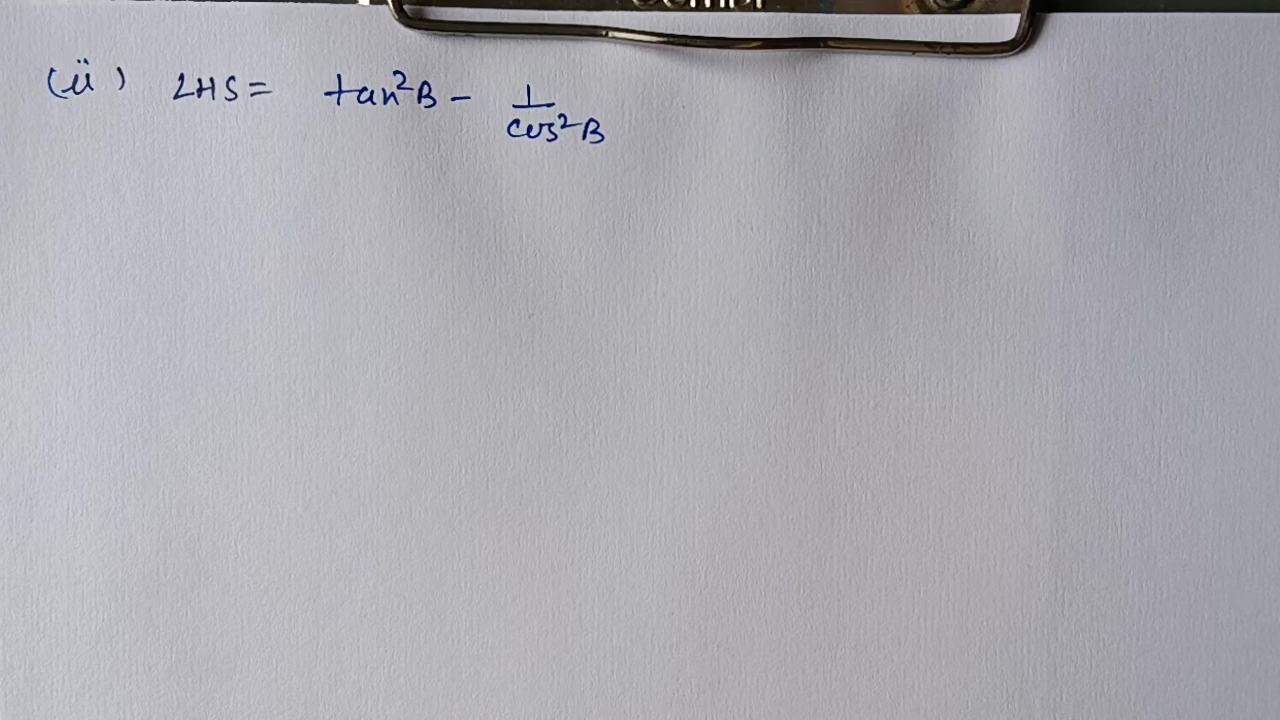 (ii) LHS = tan²B - 1/cos²B